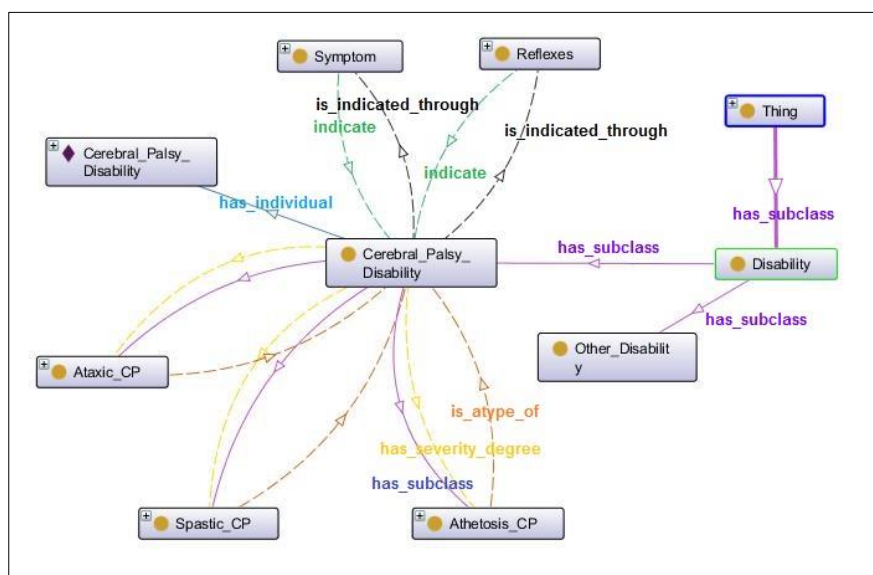 Symptom
Reflexes
is_indicated_through
Thing
indicate
is_indicated_through
Cerebral_Palsy_
Disability
indicate
has_individual
has_subclass
Cerebral_Palsy_
Disability
has_subclass
Disability
has_subclass
Other_Disabilit
y
Ataxic_CP
is_atype_of
has_severity_degree
has_subclass
Spastic_CP
Athetosis_CP